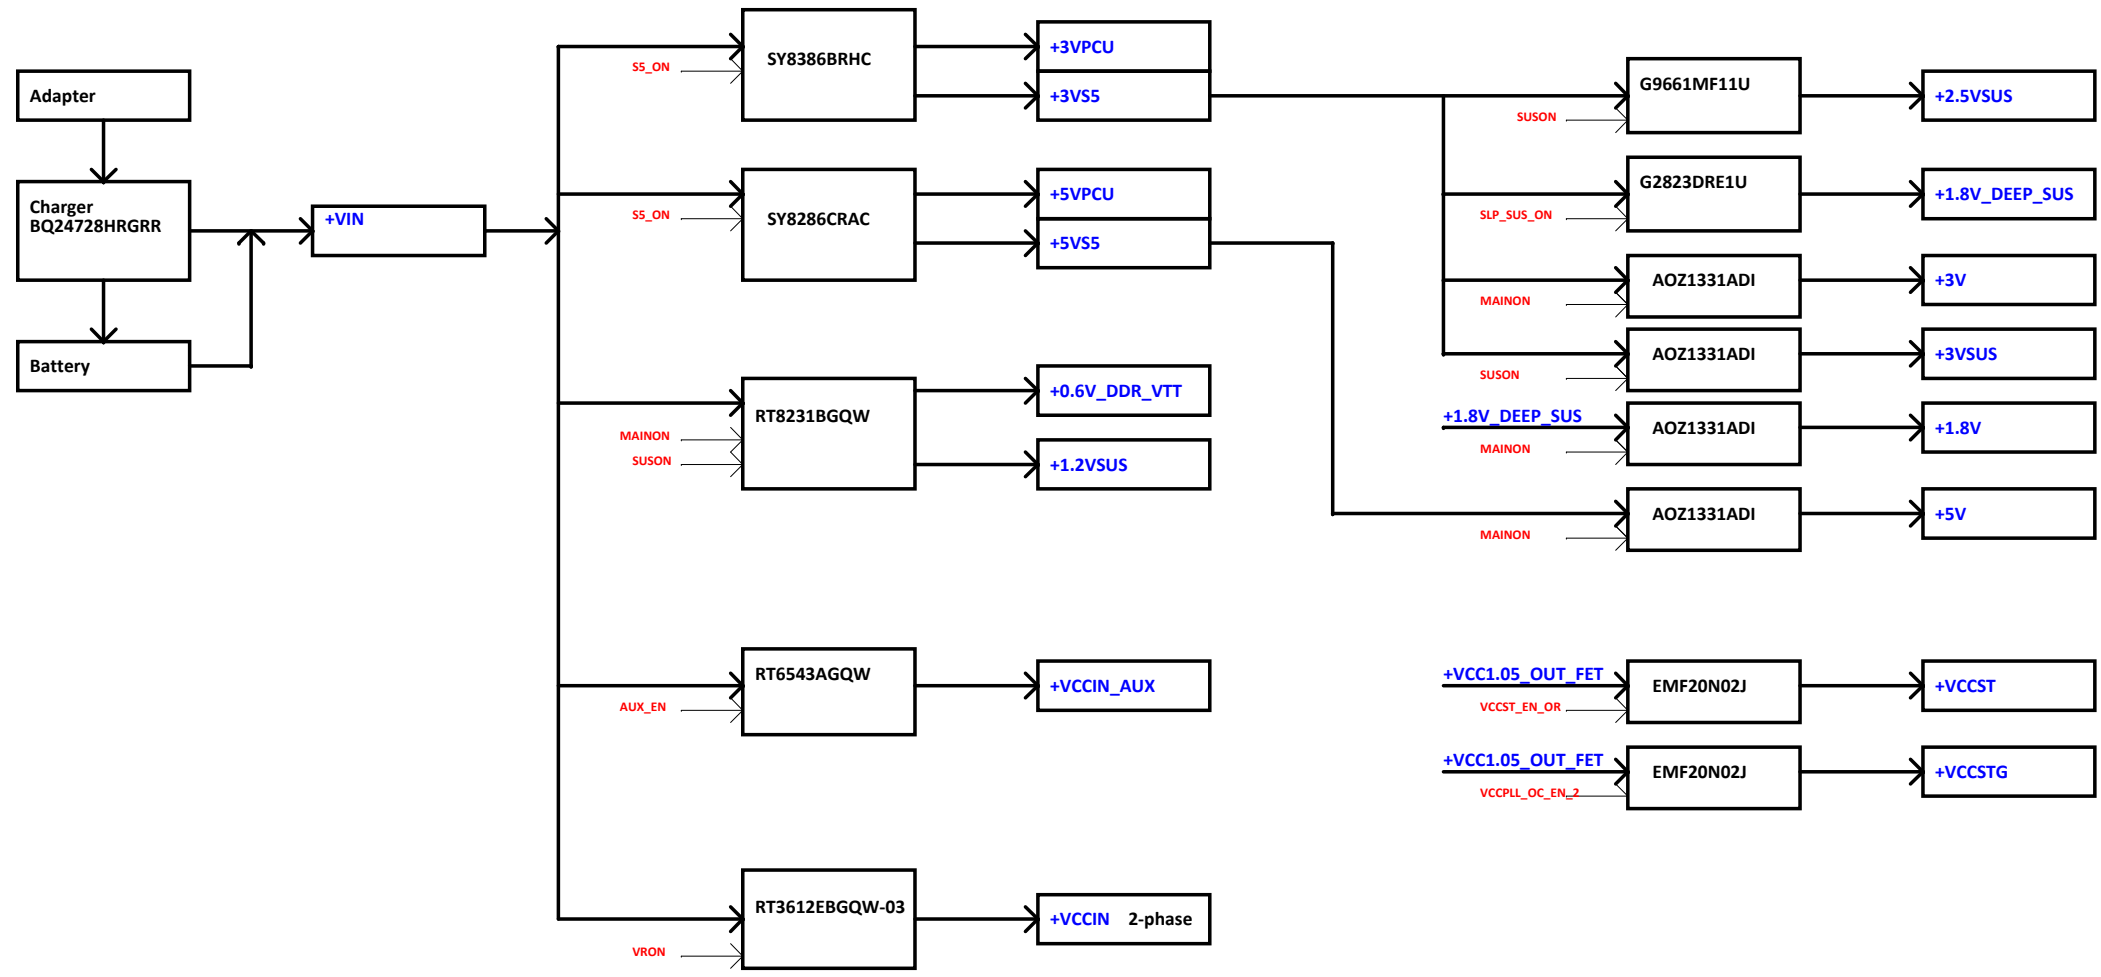 Adapter
Charger
BQ24728HRGRR
Battery
+VIN
S5_ON
SY8386BRHC
+3VPCU
+3VS5
S5_ON
SY8286CRAC
+5VPCU
+5VS5
MAINON
SUSON
RT8231BGQW
+0.6V_DDR_VTT
+1.2VSUS
AUX_EN
RT6543AGQW
+VCCIN_AUX
VRON
RT3612EBGQW-03
+VCCIN 2-phase
SUSON
G9661MF11U
+2.5VSUS
SLP_SUS_ON
G2823DRE1U
+1.8V_DEEP_SUS
MAINON
AOZ1331ADI
+3V
SUSON
AOZ1331ADI
+3VSUS
+1.8V_DEEP_SUS
MAINON
AOZ1331ADI
+1.8V
MAINON
AOZ1331ADI
+5V
+VCC1.05_OUT_FET
VCCST_EN_OR
EMF20N02J
+VCCST
+VCC1.05_OUT_FET
VCCPLL_OC_EN_2
EMF20N02J
+VCCSTG